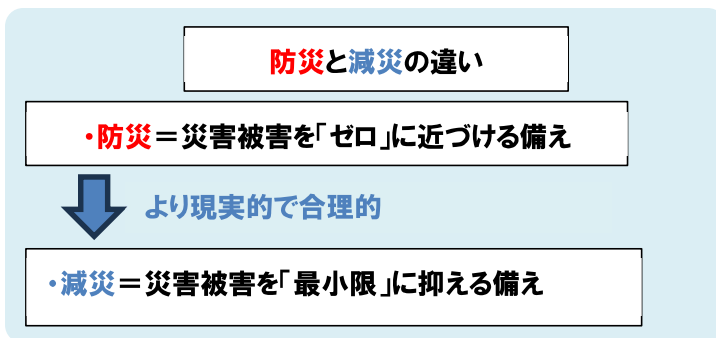 防災と減災の違い
・防災＝災害被害を「ゼロ」に近づける備え
より現実的で合理的
・減災＝災害被害を「最小限」に抑える備え